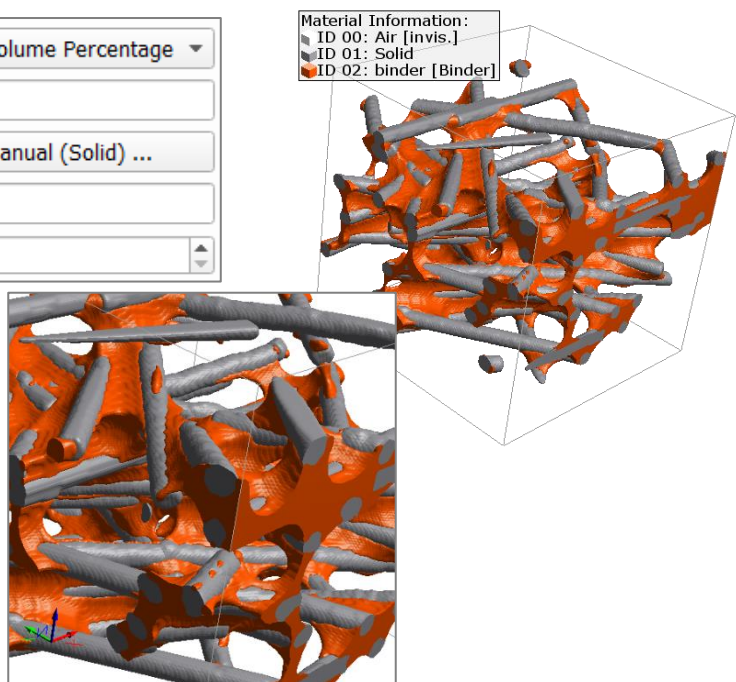 olume Percentage
anual (Solid) ...
Material Information:
ID 00: Air [invis.]
ID 01: Solid
ID 02: binder [Binder]